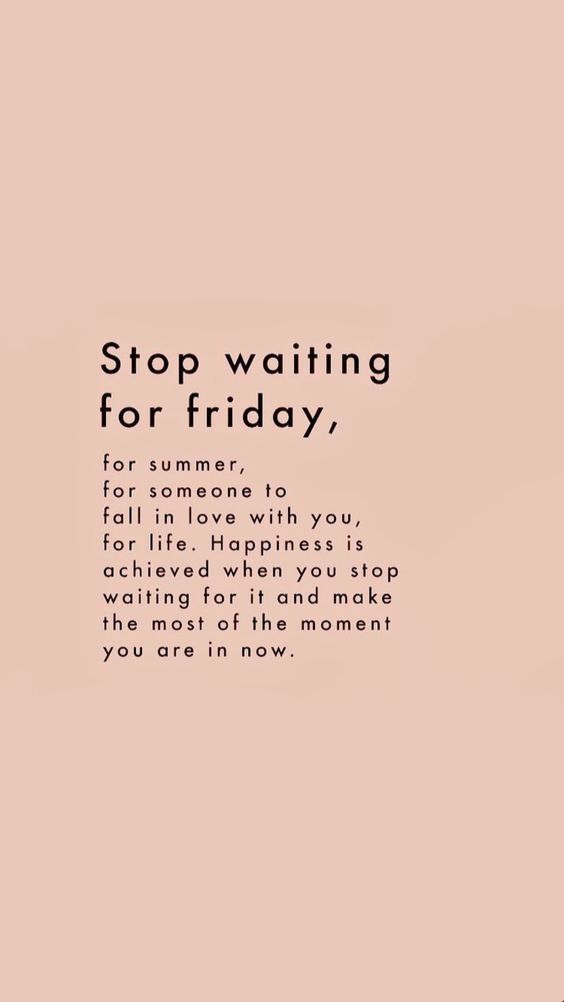 Stop waiting
for friday,
for summer,
for someone to
fall in love with you,
for life. Happiness is
achieved when you stop
waiting for it and make
the most of the moment
you are in now.